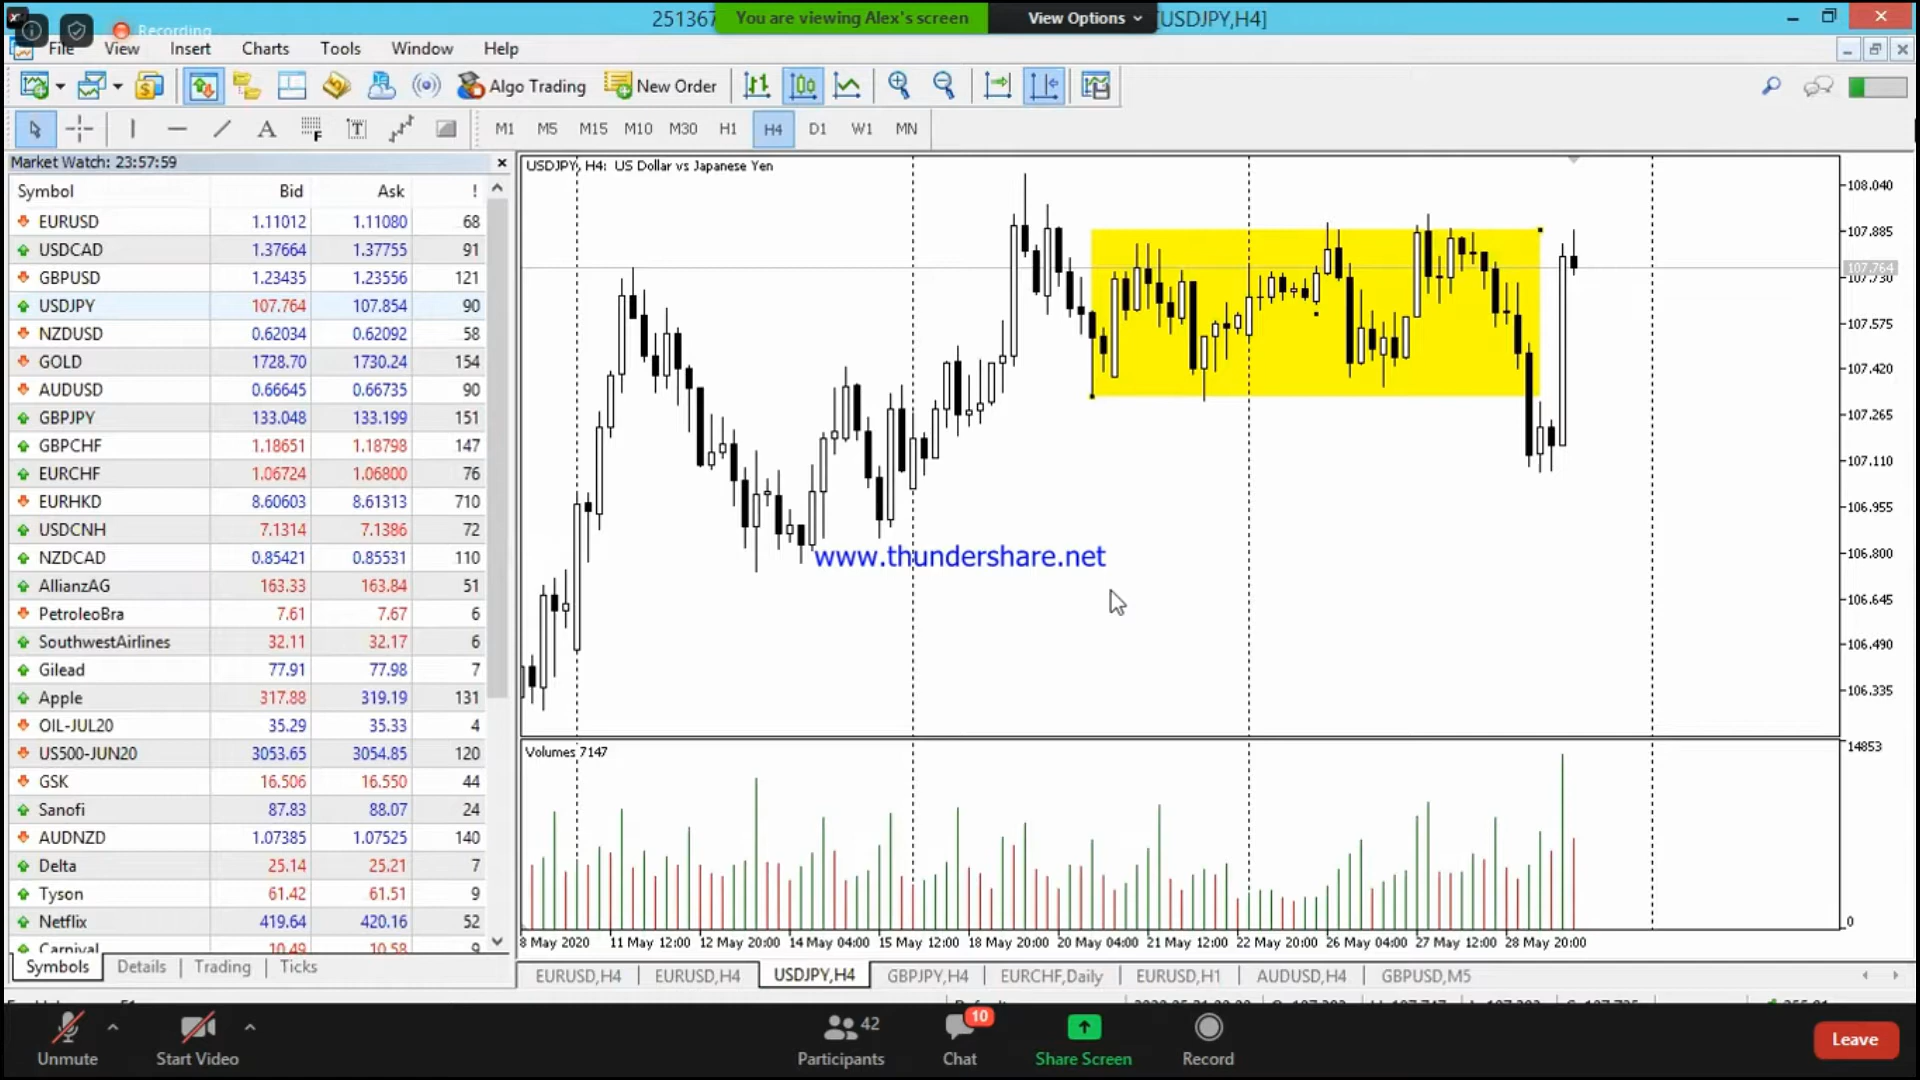 251367
You are viewing Alex's screen
View Options
[USDJPY,H4]
Recording
File View Insert Charts Tools Window Help
Algo Trading New Order
A F T M1 M5 M15 M10 M30 H1 H4 D1 W1 MN
Market Watch: 23:57:59
Symbol Bid Ask !
EURUSD 1.11012 1.11080 68
USDCAD 1.37664 1.37755 91
GBPUSD 1.23435 1.23556 121
USDJPY 107.764 107.854 90
NZDUSD 0.62034 0.62092 58
GOLD 1728.70 1730.24 154
AUDUSD 0.66645 0.66735 90
GBPJPY 133.048 133.199 151
GBPCHF 1.18651 1.18798 147
EURCHF 1.06724 1.06800 76
EURHKD 8.60603 8.61313 710
USDCNH 7.1314 7.1386 72
NZDCAD 0.85421 0.85531 110
AllianzAG 163.33 163.84 51
PetroleoBra 7.61 7.67 6
SouthwestAirlines 32.11 32.17 6
Gilead 77.91 77.98 7
Apple 317.88 319.19 131
OIL-JUL20 35.29 35.33 4
US500-JUN20 3053.65 3054.85 120
GSK 16.506 16.550 44
Sanofi 87.83 88.07 24
AUDNZD 1.07385 1.07525 140
Delta 25.14 25.21 7
Tyson 61.42 61.51 9
Netflix 419.64 420.16 52
Carnival 10.49 10.58 9
Symbols Details Trading Ticks
USDJPY, H4: US Dollar vs Japanese Yen
108.040
107.885
107.764
107.730
107.575
107.420
107.265
107.110
106.955
106.800
106.645
106.490
106.335
www.thundershare.net
Volumes 7147
14853
0
8 May 2020 11 May 12:00 12 May 20:00 14 May 04:00 15 May 12:00 18 May 20:00 20 May 04:00 21 May 12:00 22 May 20:00 26 May 04:00 27 May 12:00 28 May 20:00
EURUSD,H4 EURUSD,H4 USDJPY,H4 GBPJPY,H4 EURCHF,Daily EURUSD,H1 AUDUSD,H4 GBPUSD,M5
Unmute Start Video Participants 42 Chat 10 Share Screen Record Leave